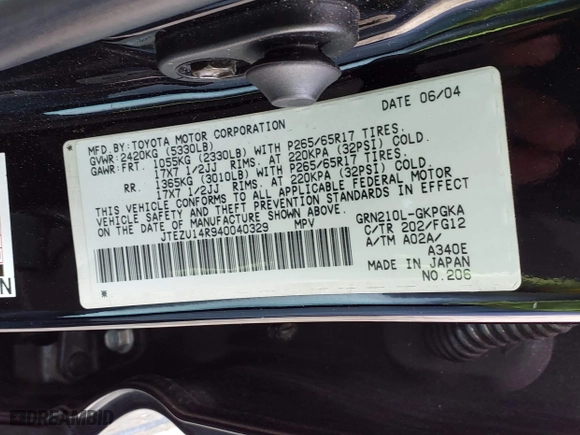 MFD.BY:TOYOTA MOTOR CORPORATION DATE 06/04
GVWR:2420KG (5330LB)
GAWR:FRT. 1055KG (2330LB) WITH P265/65R17 TIRES.
17X7 1/2JJ RIMS. AT 220KPA (32PSI) COLD.
RR. 1365KG (3010LB) WITH P265/65R17 TIRES.
17X7 1/2JJ RIMS. AT 220KPA (32PSI) COLD.
THIS VEHICLE CONFORMS TO ALL APPLICABLE FEDERAL MOTOR
VEHICLE SAFETY AND THEFT PREVENTION STANDARDS IN EFFECT
ON THE DATE OF MANUFACTURE SHOWN ABOVE.
JTEZU14R940040329 MPV
GRN210L-GKPGKA
C/TR 202/FG12
A/TM A02A/
A340E
MADE IN JAPAN
NO.206
N
DREAMBID